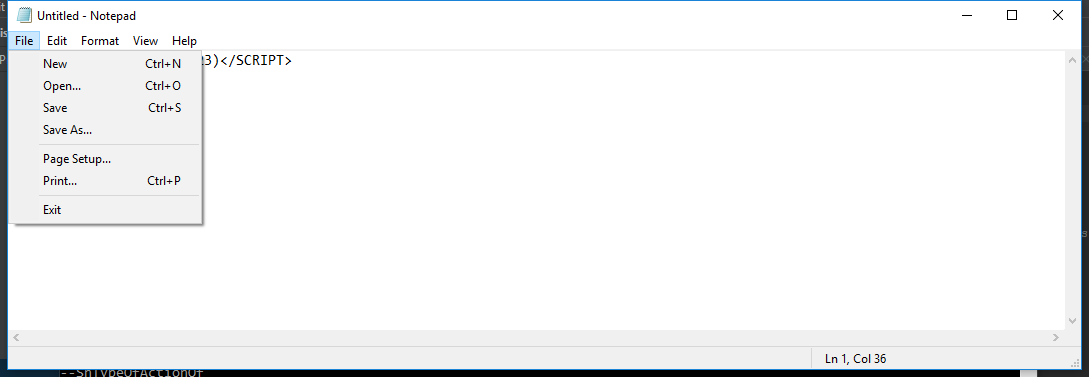 Untitled - Notepad
File Edit Format View Help
3)</SCRIPT>
New Ctrl+N
Open... Ctrl+O
Save Ctrl+S
Save As...
Page Setup...
Print... Ctrl+P
Exit
Ln 1, Col 36
--ShTypeOfActionOf